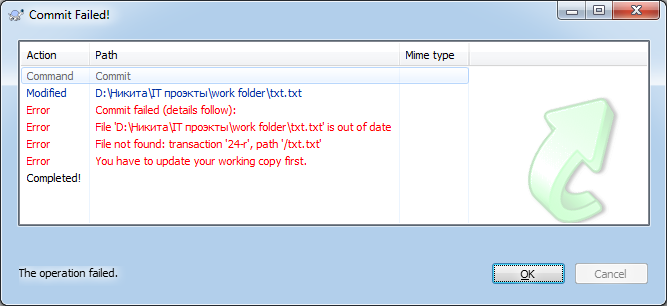 Commit Failed!
Action Path Mime type
Command Commit
Modified D:\Никита\IT проэкты\work folder\txt.txt
Error Commit failed (details follow):
Error File 'D:\Никита\IT проэкты\work folder\txt.txt' is out of date
Error File not found: transaction '24-r', path '/txt.txt'
Error You have to update your working copy first.
Completed!
The operation failed.
OK Cancel